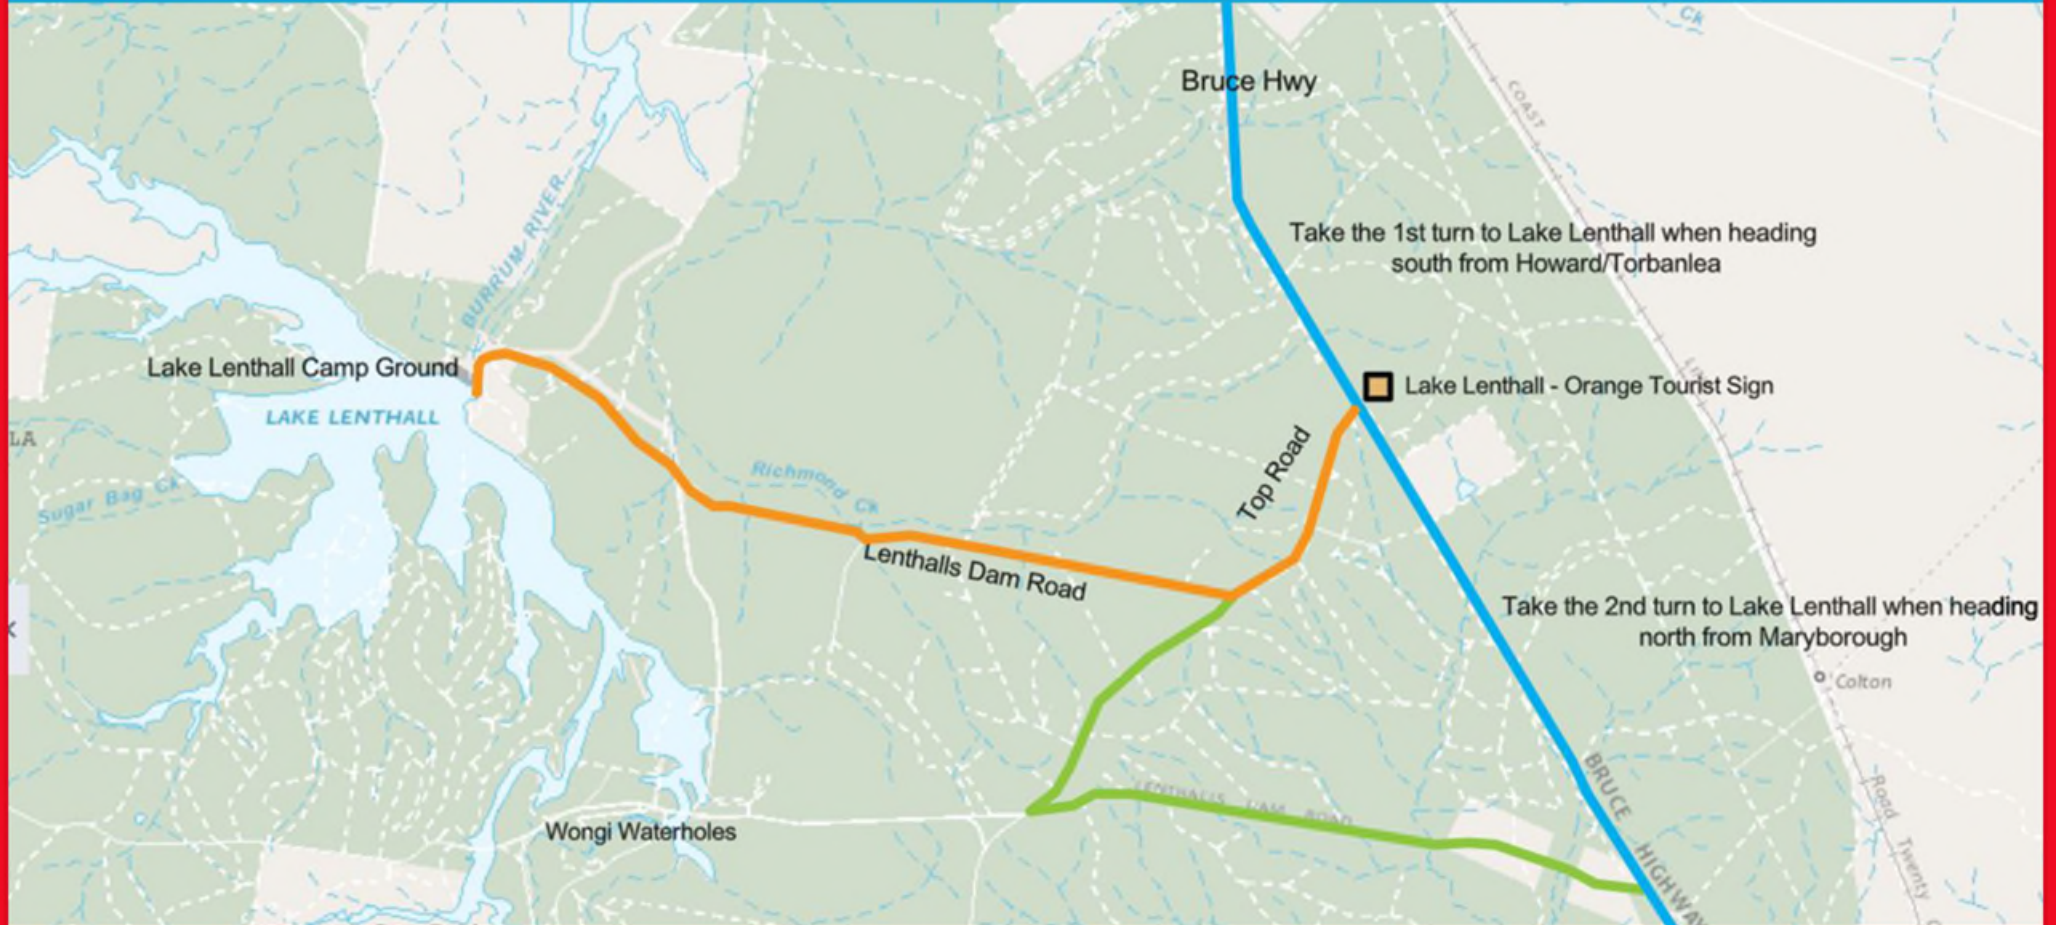 Ck
Bruce Hwy
COAST
BURRUM RIVER
Take the 1st turn to Lake Lenthall when heading
south from Howard/Torbanlea
Lake Lenthall Camp Ground
LAKE LENTHALL
Lake Lenthall - Orange Tourist Sign
LA
Top Road
Richmond Ck
Sugar Bag Ck
Lenthalls Dam Road
Take the 2nd turn to Lake Lenthall when heading
north from Maryborough
Colton
LENTHALLS DAM ROAD
Wongi Waterholes
BRUCE HIGHWAY
Road Twenty